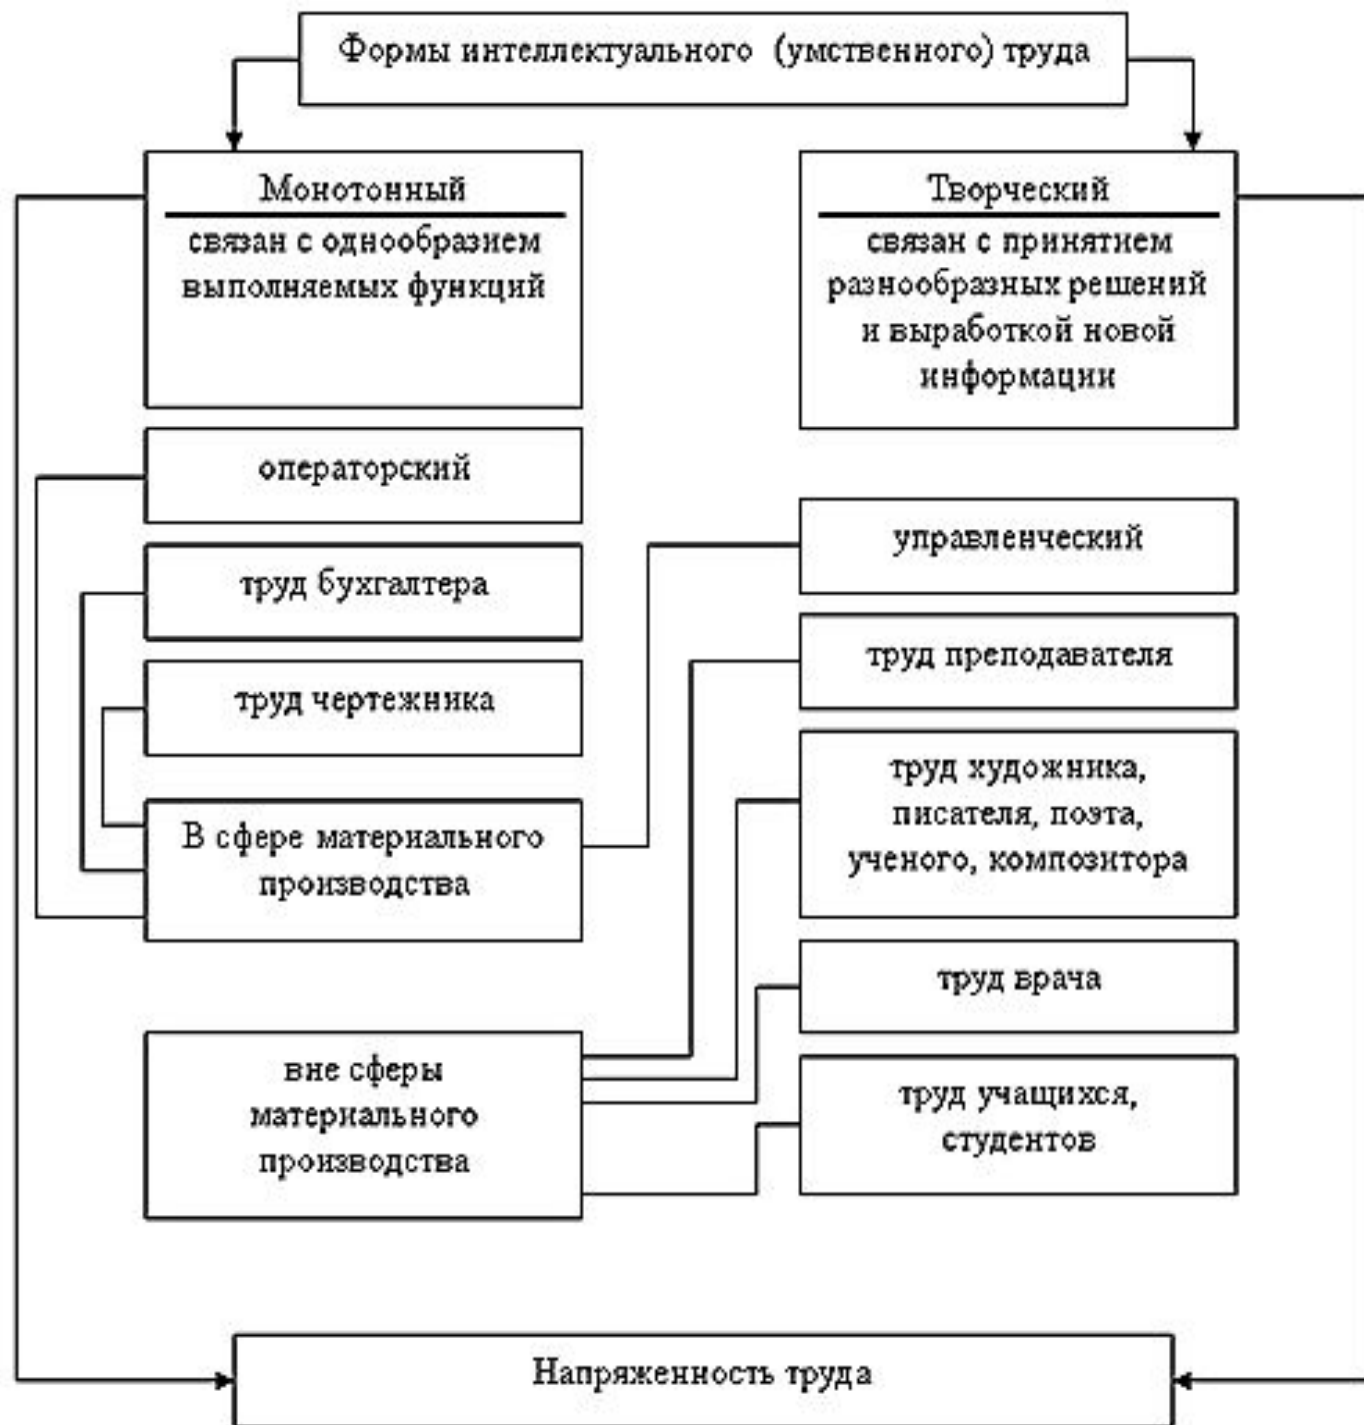 Формы интеллектуального (умственного) труда
Монотонный
связан с однообразием
выполняемых функций
операторский
труд бухгалтера
труд чертежника
В сфере материального
производства
вне сферы
материального
производства
Творческий
связан с принятием
разнообразных решений
и выработкой новой
информации
управленческий
труд преподавателя
труд художника,
писателя, поэта,
ученого, композитора
труд врача
труд учащихся,
студентов
Напряженность труда